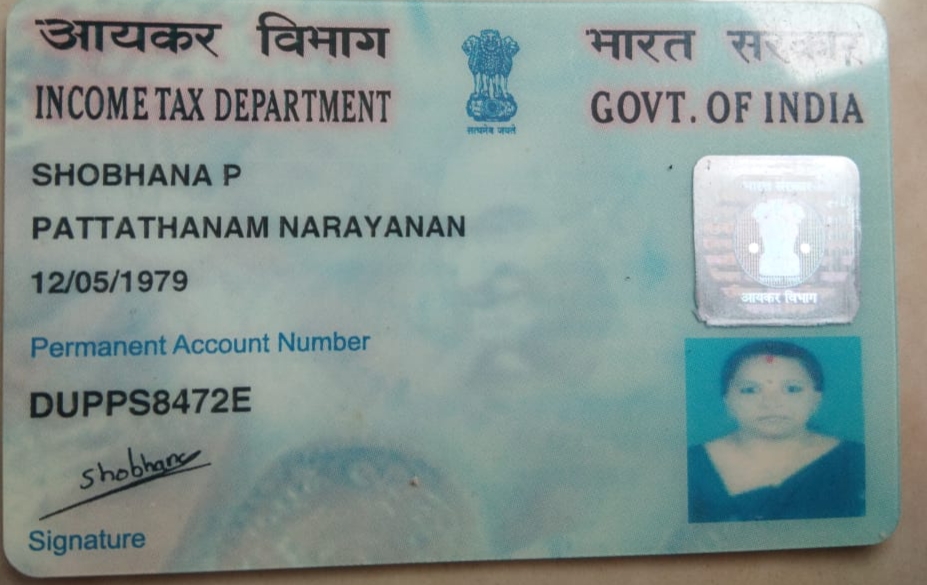 आयकर विभाग भारत सरकार
INCOME TAX DEPARTMENT GOVT. OF INDIA
सत्यमेव जयते
SHOBHANA P
PATTATHANAM NARAYANAN
12/05/1979
Permanent Account Number
DUPPS8472E
shobhana
Signature
भारत सरकार
आयकर विभाग